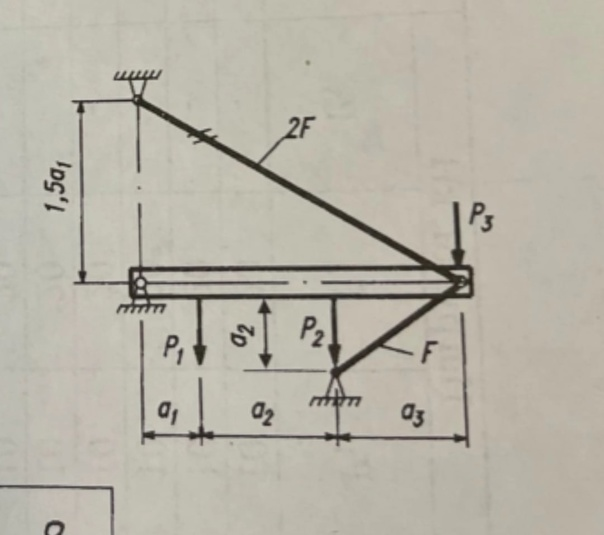 2F
1,5a₁
P₃
P₁
a₂
P₂
F
a₁
a₂
a₃